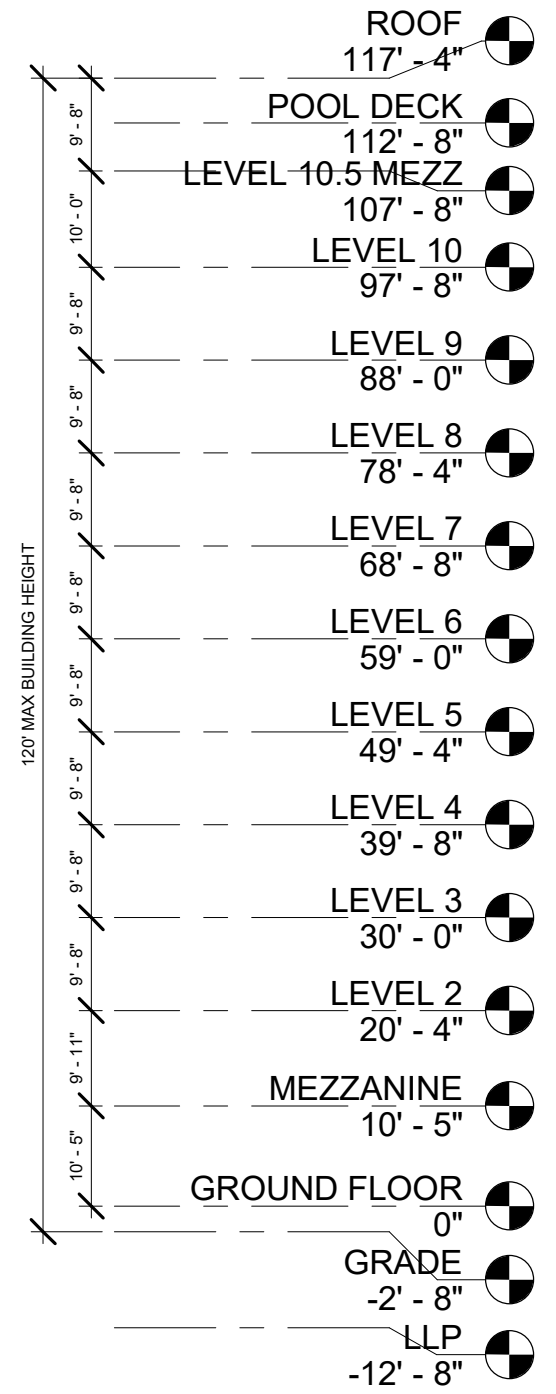 ROOF
117' - 4"
9' - 8"
POOL DECK
112' - 8"
LEVEL 10.5 MEZZ
107' - 8"
10' - 0"
LEVEL 10
97' - 8"
9' - 8"
LEVEL 9
88' - 0"
9' - 8"
LEVEL 8
78' - 4"
9' - 8"
LEVEL 7
68' - 8"
9' - 8"
LEVEL 6
59' - 0"
9' - 8"
LEVEL 5
49' - 4"
9' - 8"
LEVEL 4
39' - 8"
9' - 8"
LEVEL 3
30' - 0"
9' - 8"
LEVEL 2
20' - 4"
9' - 11"
MEZZANINE
10' - 5"
10' - 5"
GROUND FLOOR
0"
GRADE
-2' - 8"
LLP
-12' - 8"
120' MAX BUILDING HEIGHT